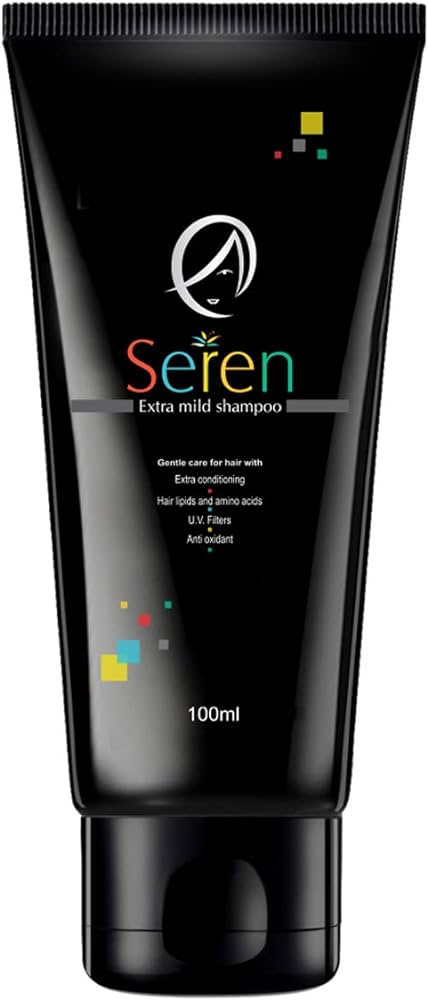 Seren
Extra mild shampoo
Gentle care for hair with
Extra conditioning
Hair lipids and amino acids
U.V. Filters
Anti oxidant
100ml